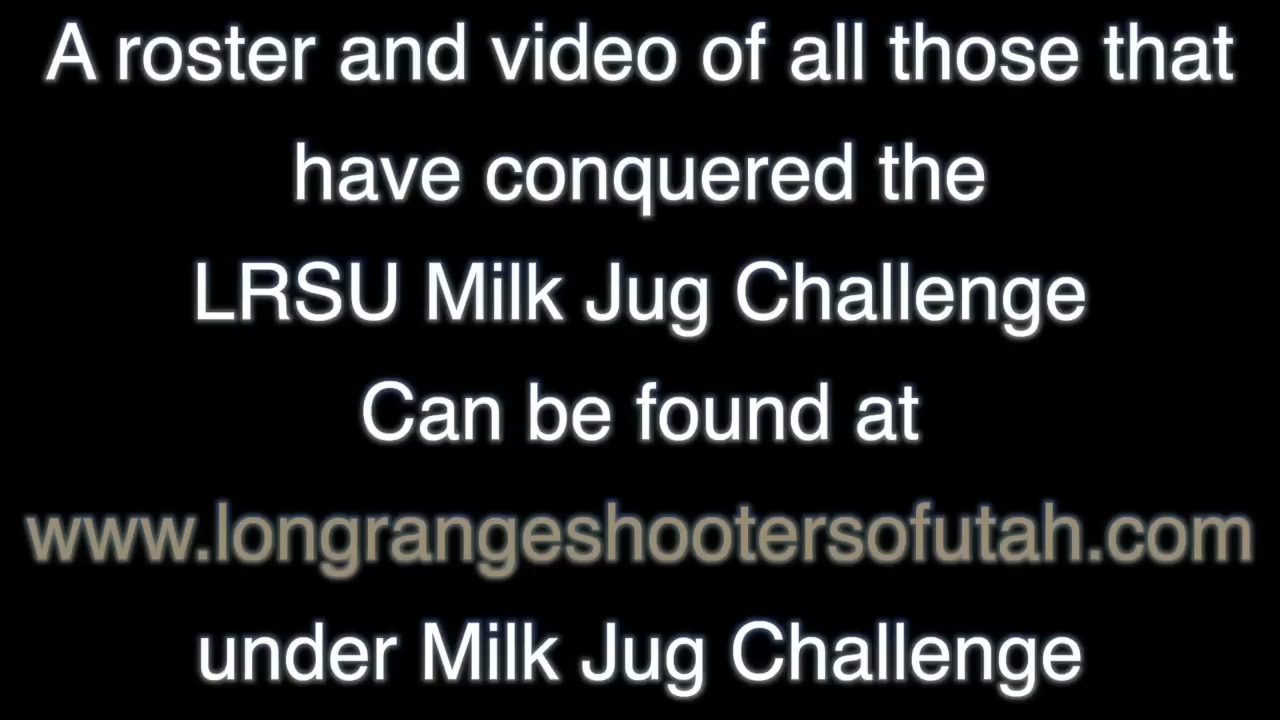 A roster and video of all those that
have conquered the
LRSU Milk Jug Challenge
Can be found at
www.longrangeshootersofutah.com
under Milk Jug Challenge